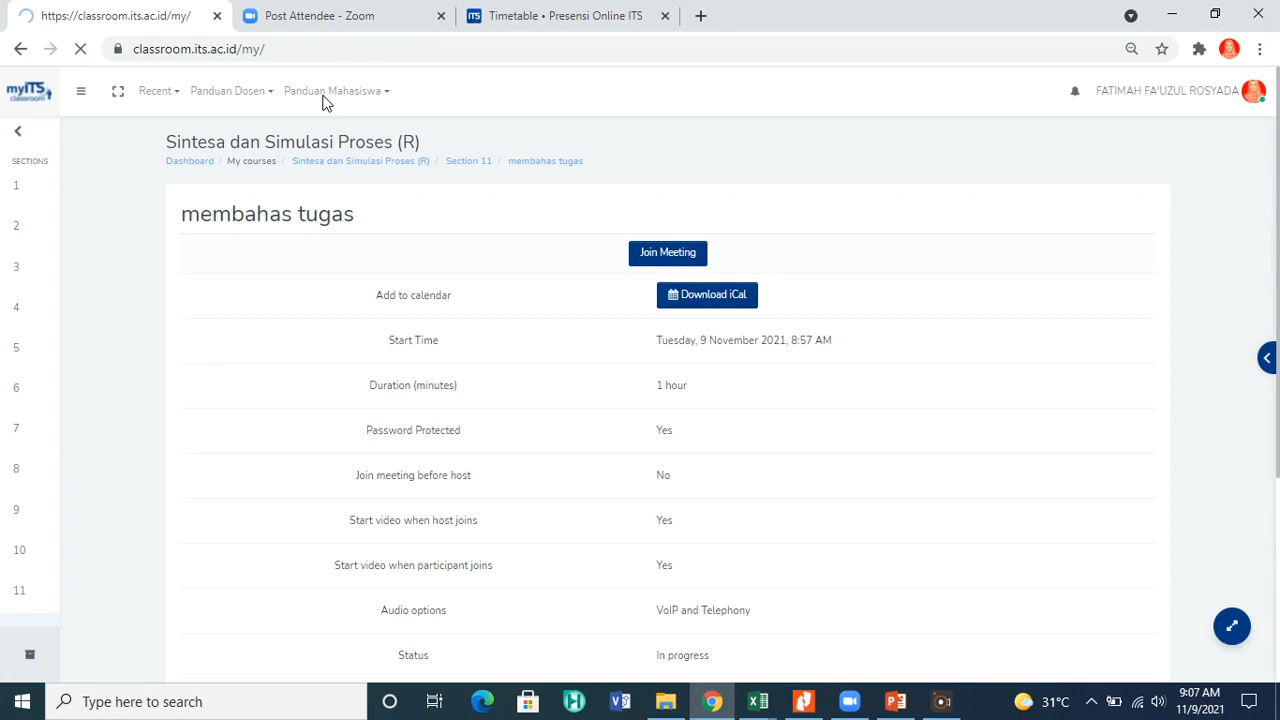 https://classroom.its.ac.id/my/
Post Attendee - Zoom
ITS
Timetable • Presensi Online ITS
classroom.its.ac.id/my/
myITS
classroom
Recent
Panduan Dosen
Panduan Mahasiswa
FATIMAH FA'UZUL ROSYADA
Sintesa dan Simulasi Proses (R)
Dashboard / My courses / Sintesa dan Simulasi Proses (R) / Section 11 / membahas tugas
SECTIONS
1
2
3
4
5
6
7
8
9
10
11
membahas tugas
Join Meeting
Add to calendar
Download iCal
Start Time
Tuesday, 9 November 2021, 8:57 AM
Duration (minutes)
1 hour
Password Protected
Yes
Join meeting before host
No
Start video when host joins
Yes
Start video when participant joins
Yes
Audio options
VoIP and Telephony
Status
In progress
Type here to search
31°C
9:07 AM
11/9/2021